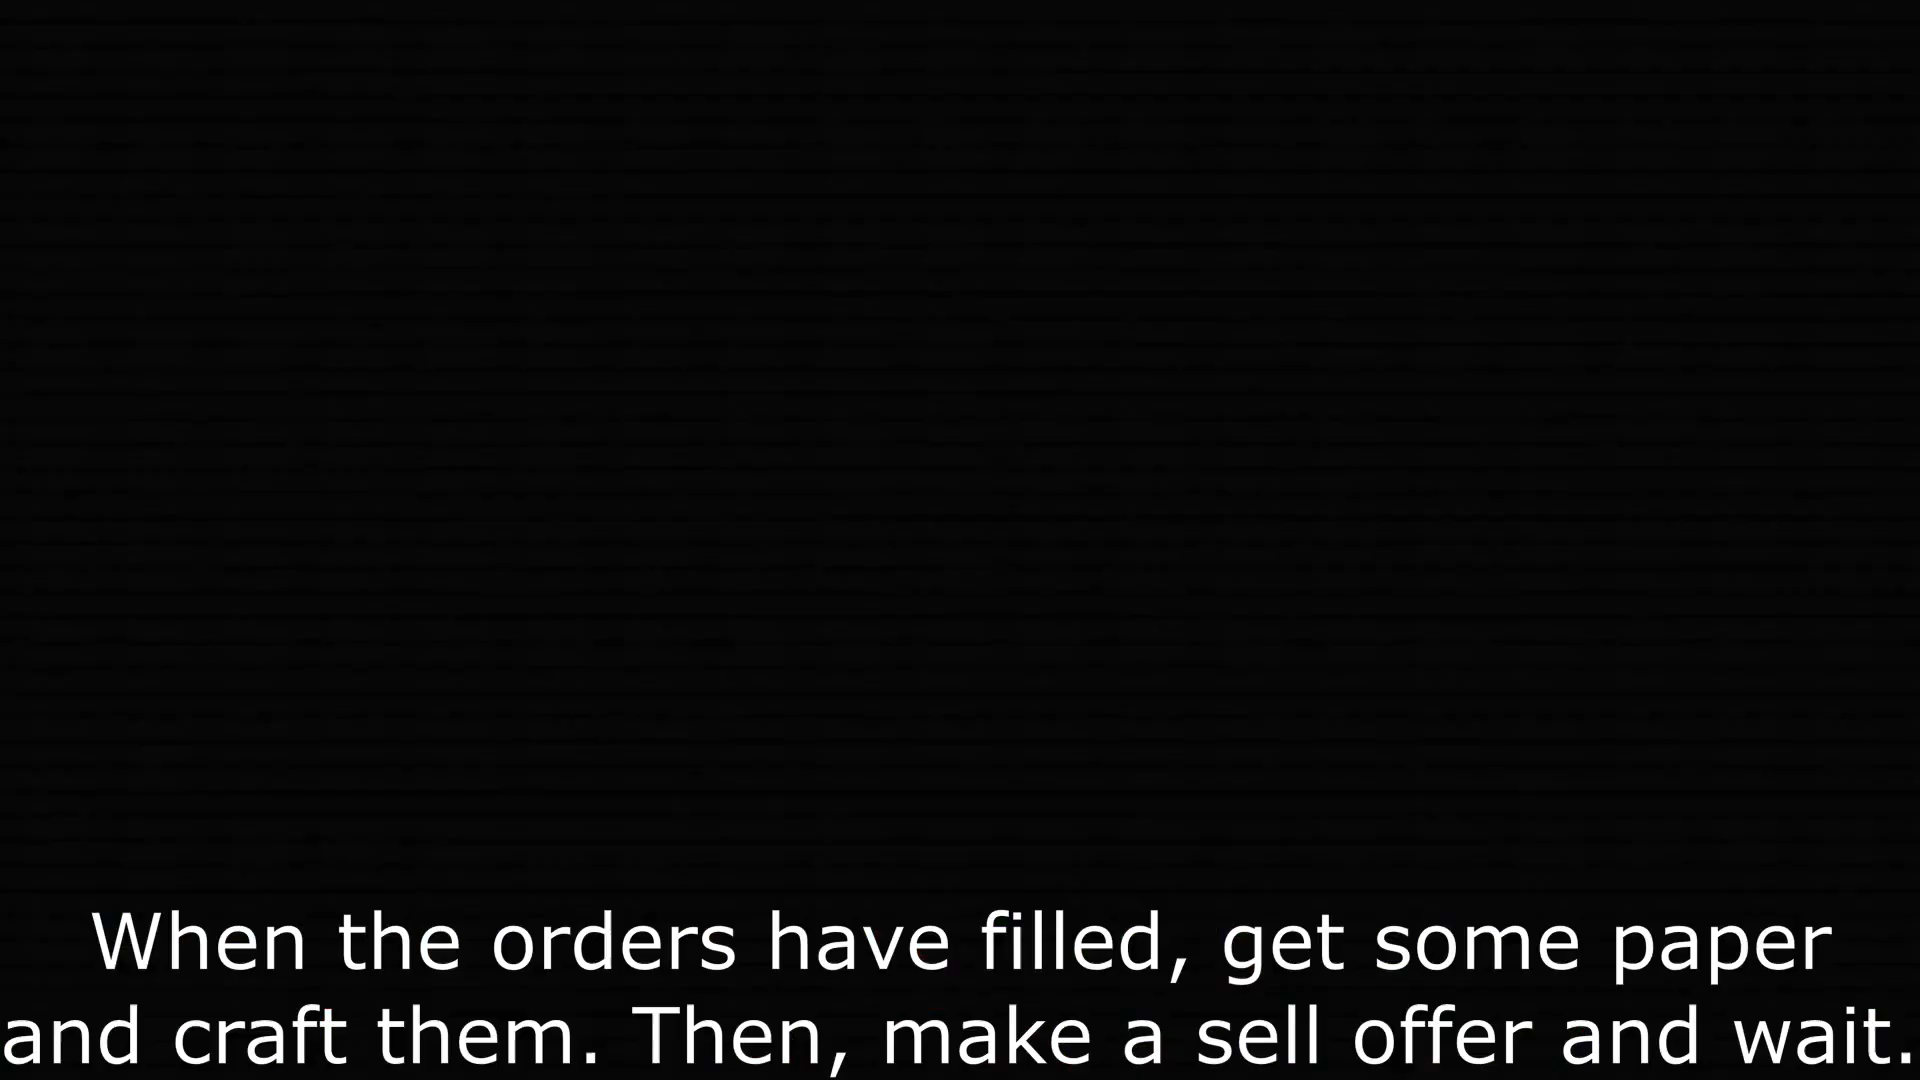 When the orders have filled, get some paper
and craft them. Then, make a sell offer and wait.